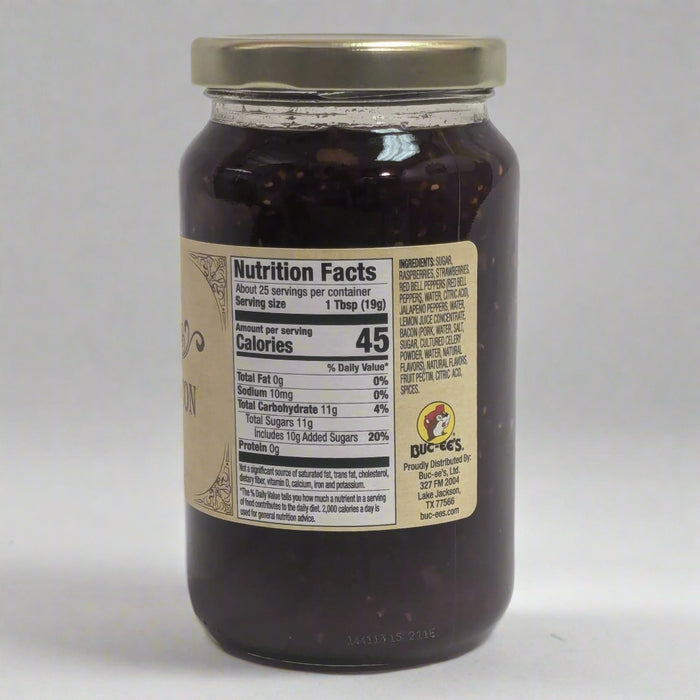 ON
Nutrition Facts
About 25 servings per container
Serving size 1 Tbsp (19g)
Amount per serving
Calories 45
% Daily Value*
Total Fat 0g 0%
Sodium 10mg 0%
Total Carbohydrate 11g 4%
Total Sugars 11g
Includes 10g Added Sugars 20%
Protein 0g
Not a significant source of saturated fat, trans fat, cholesterol,
dietary fiber, vitamin D, calcium, iron and potassium.
*The % Daily Value tells you how much a nutrient in a serving
of food contributes to the daily diet. 2,000 calories a day is
used for general nutrition advice.
INGREDIENTS: SUGAR,
RASPBERRIES, STRAWBERRIES,
RED BELL PEPPERS (RED BELL
PEPPERS, WATER, CITRIC ACID),
JALAPENO PEPPERS, WATER,
LEMON JUICE CONCENTRATE,
BACON (PORK, WATER, SALT,
SUGAR, CULTURED CELERY
POWDER, WATER, NATURAL
FLAVORS), NATURAL FLAVORS,
FRUIT PECTIN, CITRIC ACID,
SPICES.
BUC-EE'S
Proudly Distributed By:
Buc-ee's, Ltd.
327 FM 2004
Lake Jackson,
TX 77566
buc-ees.com